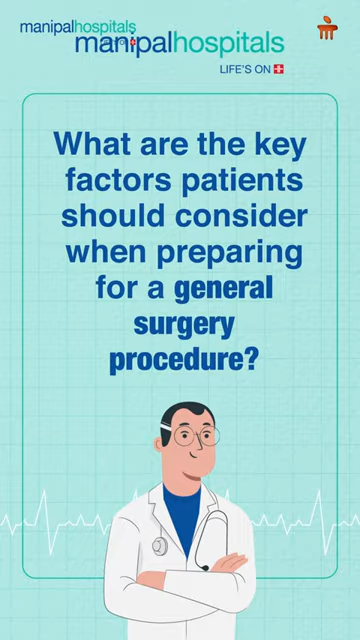 manipalhospitals
manipalhospitals
LIFE'S ON
What are the key
factors patients
should consider
when preparing
for a general
surgery
procedure?